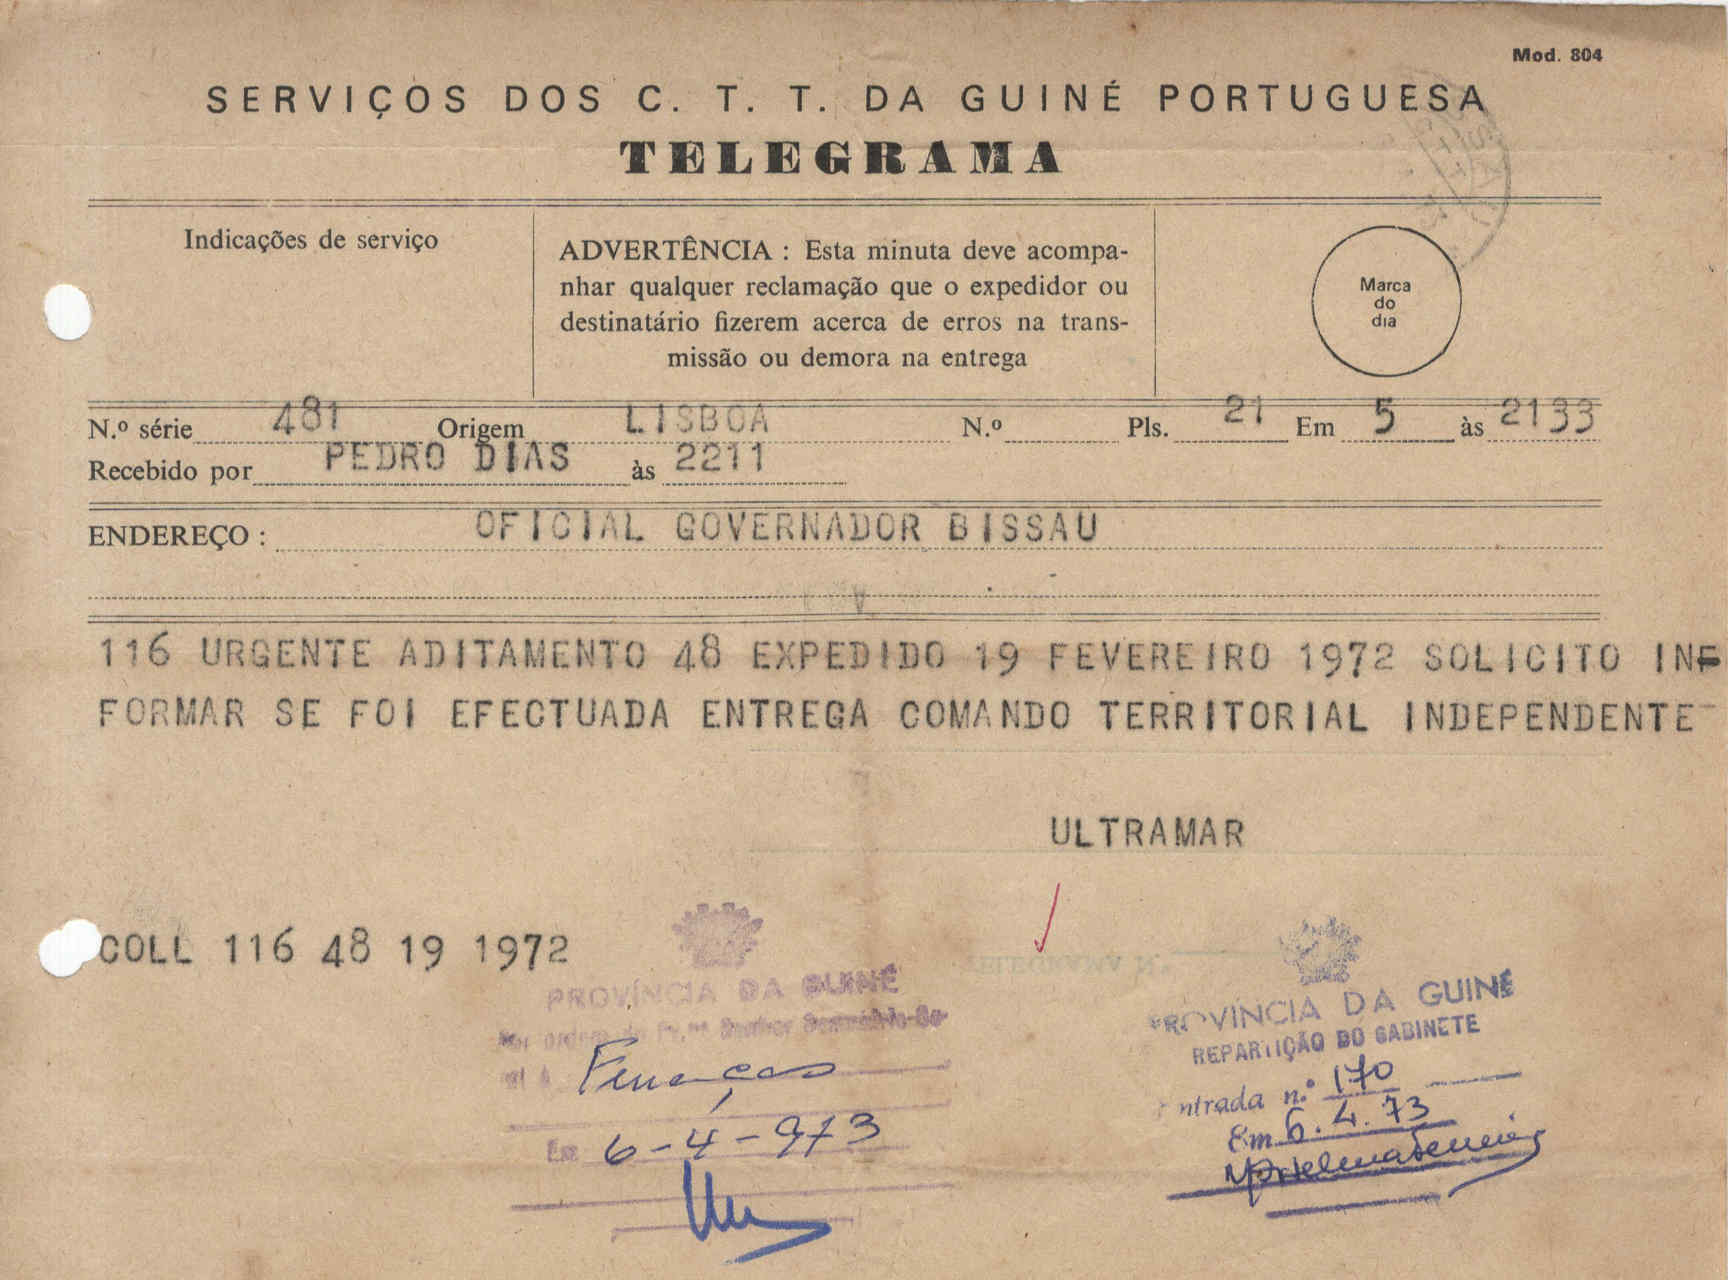 Mod. 804
SERVIÇOS DOS C. T. T. DA GUINÉ PORTUGUESA
TELEGRAMA
Indicações de serviço
ADVERTÊNCIA : Esta minuta deve acompa-
nhar qualquer reclamação que o expedidor ou
destinatário fizerem acerca de erros na trans-
missão ou demora na entrega
Marca
do
dia
N.º série 481 Origem LISBOA N.º Pls. 21 Em 5 às 2133
Recebido por PEDRO DIAS às 2211
ENDEREÇO : OFICIAL GOVERNADOR BISSAU
116 URGENTE ADITAMENTO 48 EXPEDIDO 19 FEVEREIRO 1972 SOLICITO INF
FORMAR SE FOI EFECTUADA ENTREGA COMANDO TERRITORIAL INDEPENDENTE
ULTRAMAR
COLL 116 48 19 1972
PROVÍNCIA DA GUINÉ
Finanças
Em 6-4-973
PROVÍNCIA DA GUINÉ
REPARTIÇÃO DO GABINETE
Entrada n.º 170
Em 6.4.73